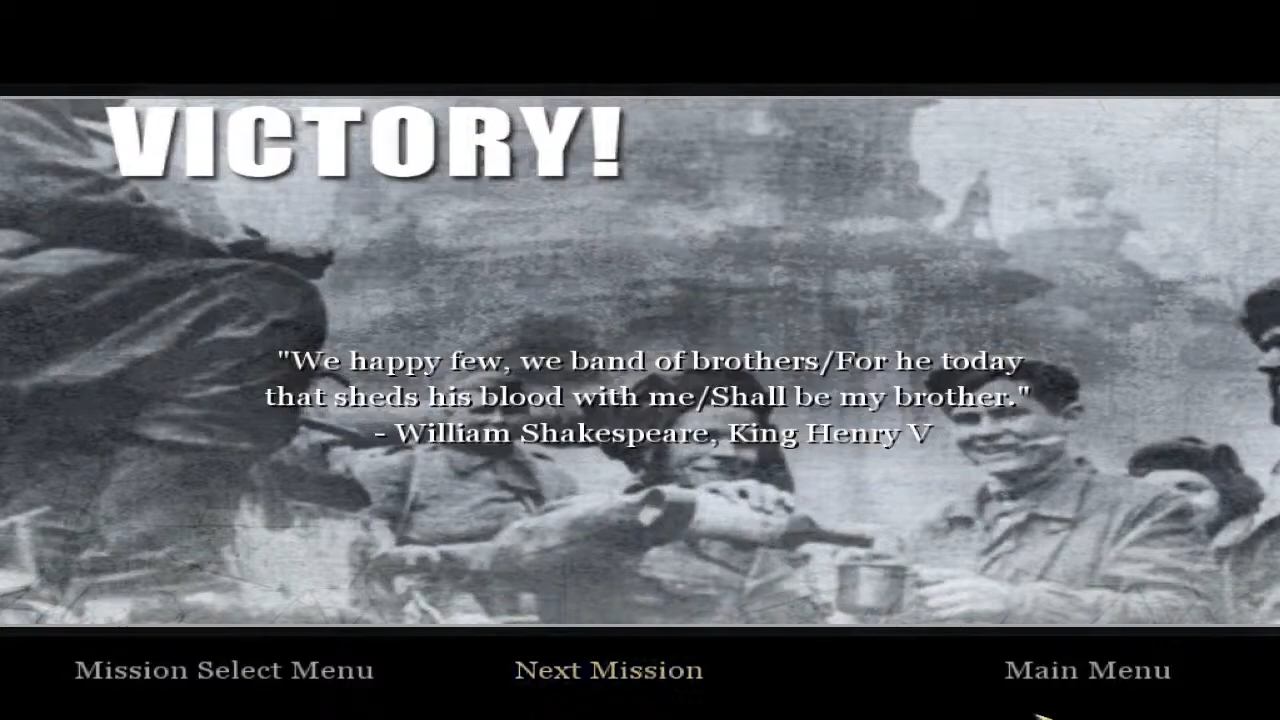 VICTORY!
"We happy few, we band of brothers/For he today
that sheds his blood with me/Shall be my brother."
- William Shakespeare, King Henry V
Mission Select Menu
Next Mission
Main Menu